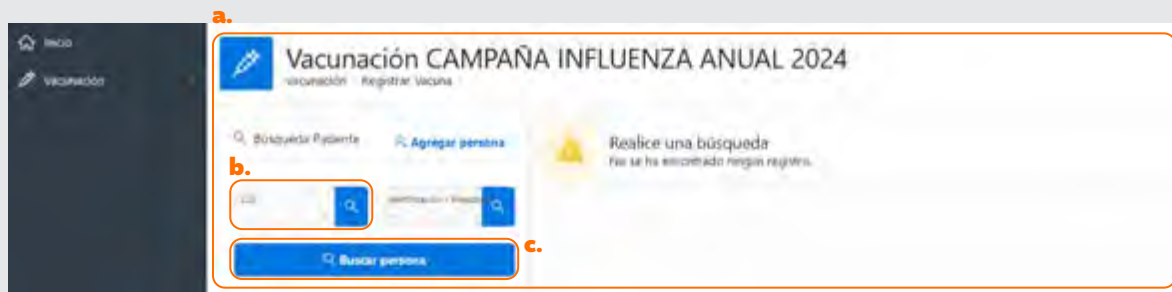 a.
Inicio
Vacunación
Vacunación CAMPAÑA INFLUENZA ANUAL 2024
Vacunación Registrar Vacuna
Búsqueda Paciente
Agregar persona
Realice una búsqueda
No se ha encontrado ningún registro.
b.
Buscar persona
c.